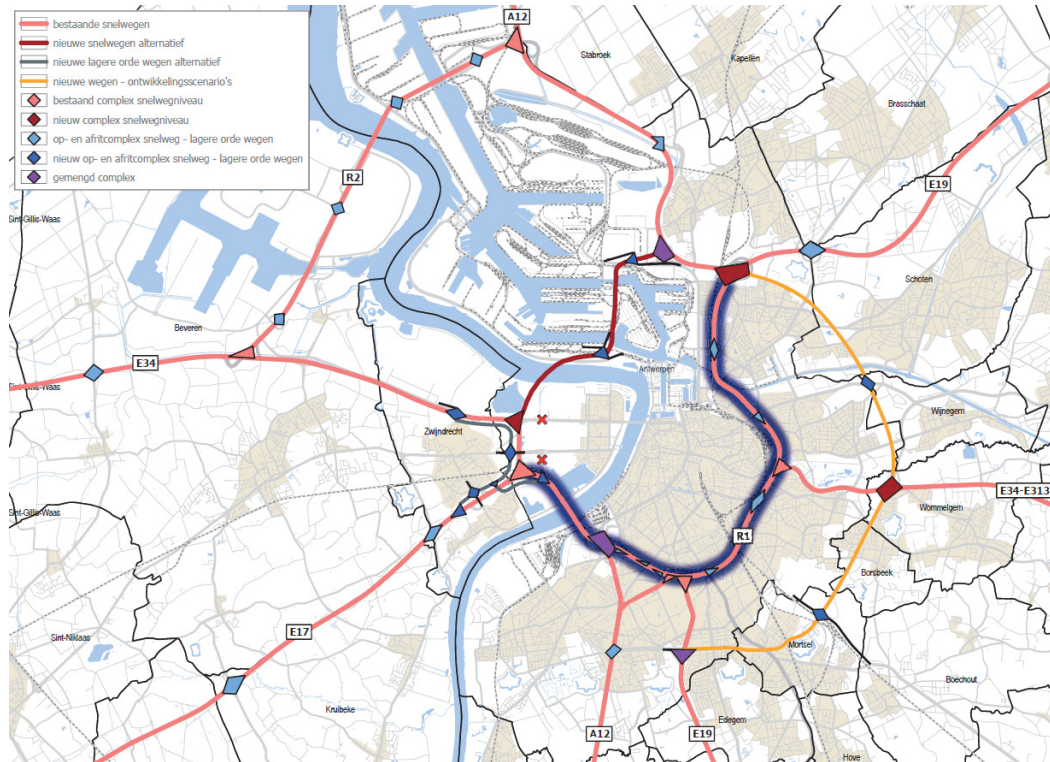 bestaande snelwegen
nieuwe snelwegen alternatief
nieuwe lagere orde wegen alternatief
nieuwe wegen - ontwikkelingsscenario's
bestaand complex snelwegniveau
nieuw complex snelwegniveau
op- en afritcomplex snelweg - lagere orde wegen
nieuw op- en afritcomplex snelweg - lagere orde wegen
gemengd complex
A12
Stabroek
Kapellen
Brasschaat
R2
E19
Sint-Gillis-Waas
Schoten
Beveren
E34
Antwerpen
Sint-Gillis-Waas
Wijnegem
Zwijndrecht
E34-E313
Wommelgem
Sint-Gillis-Waas
R1
Borsbeek
E17
Sint-Niklaas
Mortsel
Boechout
Kruibeke
Edegem
A12
E19
Hove